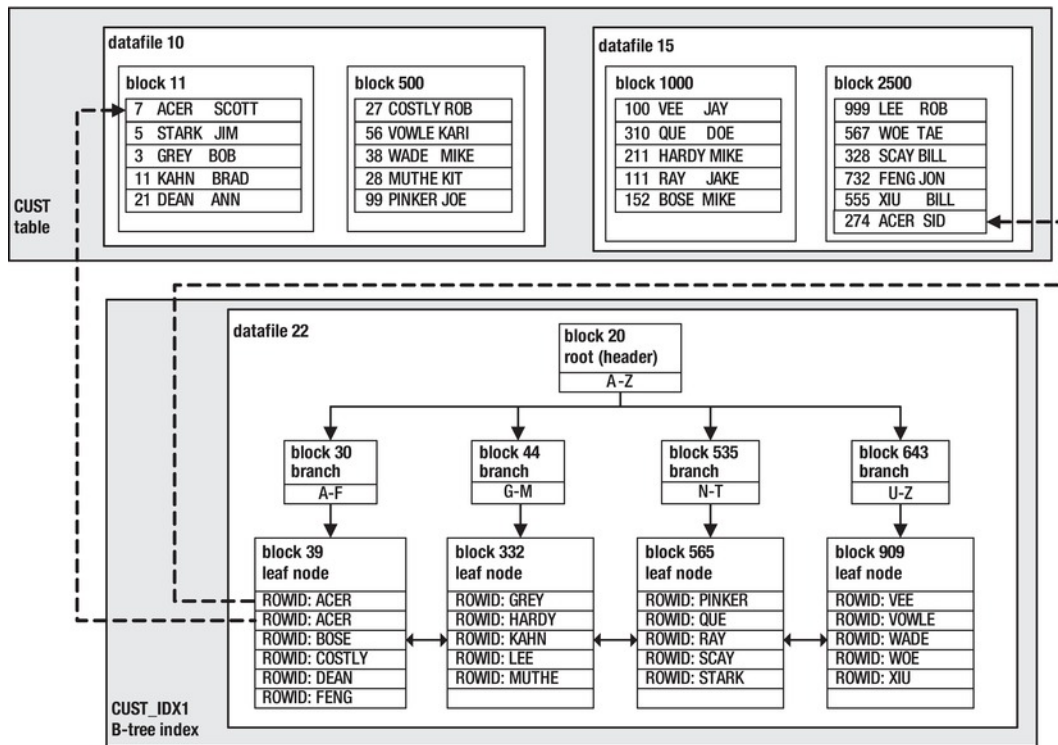 datafile 10
block 11
7 ACER SCOTT
5 STARK JIM
3 GREY BOB
11 KAHN BRAD
21 DEAN ANN
block 500
27 COSTLY ROB
56 VOWLE KARI
38 WADE MIKE
28 MUTHE KIT
99 PINKER JOE
datafile 15
block 1000
100 VEE JAY
310 QUE DOE
211 HARDY MIKE
111 RAY JAKE
152 BOSE MIKE
block 2500
999 LEE ROB
567 WOE TAE
328 SCAY BILL
732 FENG JON
555 XIU BILL
274 ACER SID
CUST
table
datafile 22
block 20
root (header)
A-Z
block 30
branch
A-F
block 44
branch
G-M
block 535
branch
N-T
block 643
branch
U-Z
block 39
leaf node
ROWID: ACER
ROWID: ACER
ROWID: BOSE
ROWID: COSTLY
ROWID: DEAN
ROWID: FENG
block 332
leaf node
ROWID: GREY
ROWID: HARDY
ROWID: KAHN
ROWID: LEE
ROWID: MUTHE
block 565
leaf node
ROWID: PINKER
ROWID: QUE
ROWID: RAY
ROWID: SCAY
ROWID: STARK
block 909
leaf node
ROWID: VEE
ROWID: VOWLE
ROWID: WADE
ROWID: WOE
ROWID: XIU
CUST_IDX1
B-tree index